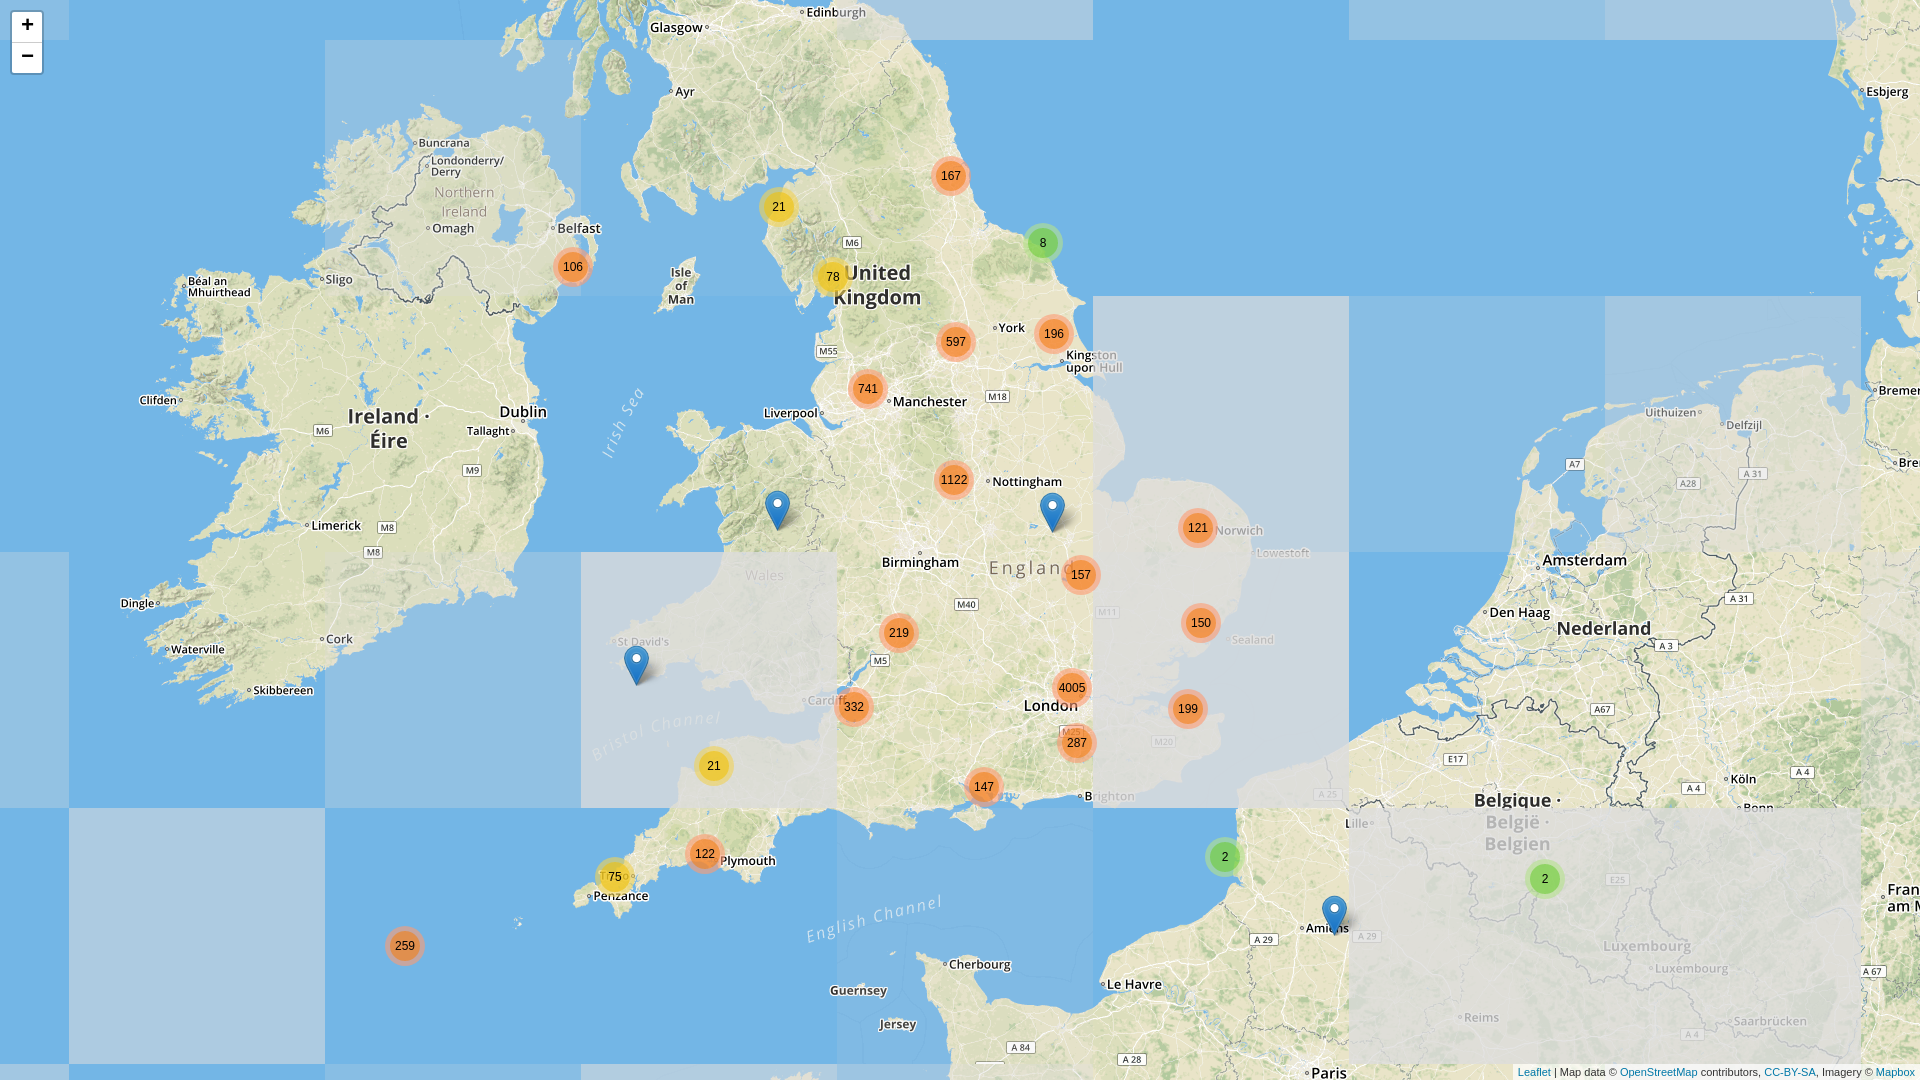 +
−
Glasgow
Edinburgh
Ayr
Esbjerg
Buncrana
Londonderry/
Derry
Northern
Ireland
Omagh
Belfast
167
21
8
M6
106
78
Isle
of
Man
United
Kingdom
Béal an
Mhuirthead
Sligo
York
196
597
M55
Kingston
upon Hull
741
Manchester
M18
Liverpool
Clifden
Ireland ·
Éire
Dublin
Tallaght
M6
M9
Irish Sea
Uithuizen
Delfzijl
A7
A 31
A28
1122
Nottingham
121
Norwich
Lowestoft
Limerick
M8
M8
Birmingham
England
157
Wales
Amsterdam
A 31
Den Haag
Nederland
A 3
Dingle
Cork
Waterville
Skibbereen
M40
M11
219
150
Sealand
St David's
M5
4005
London
Cardiff
332
199
A67
M25
287
M20
Bristol Channel
21
E17
Köln
A 4
A 4
Bonn
147
Brighton
A 25
Belgique ·
België ·
Belgien
Lille
122
Plymouth
75
Penzance
2
2
E25
English Channel
259
Amiens
A 29
A 29
Luxembourg
Luxembourg
Cherbourg
Le Havre
Guernsey
Jersey
A 67
Reims
Saarbrücken
A 4
A 84
A 28
Paris
Leaflet | Map data © OpenStreetMap contributors, CC-BY-SA, Imagery © Mapbox